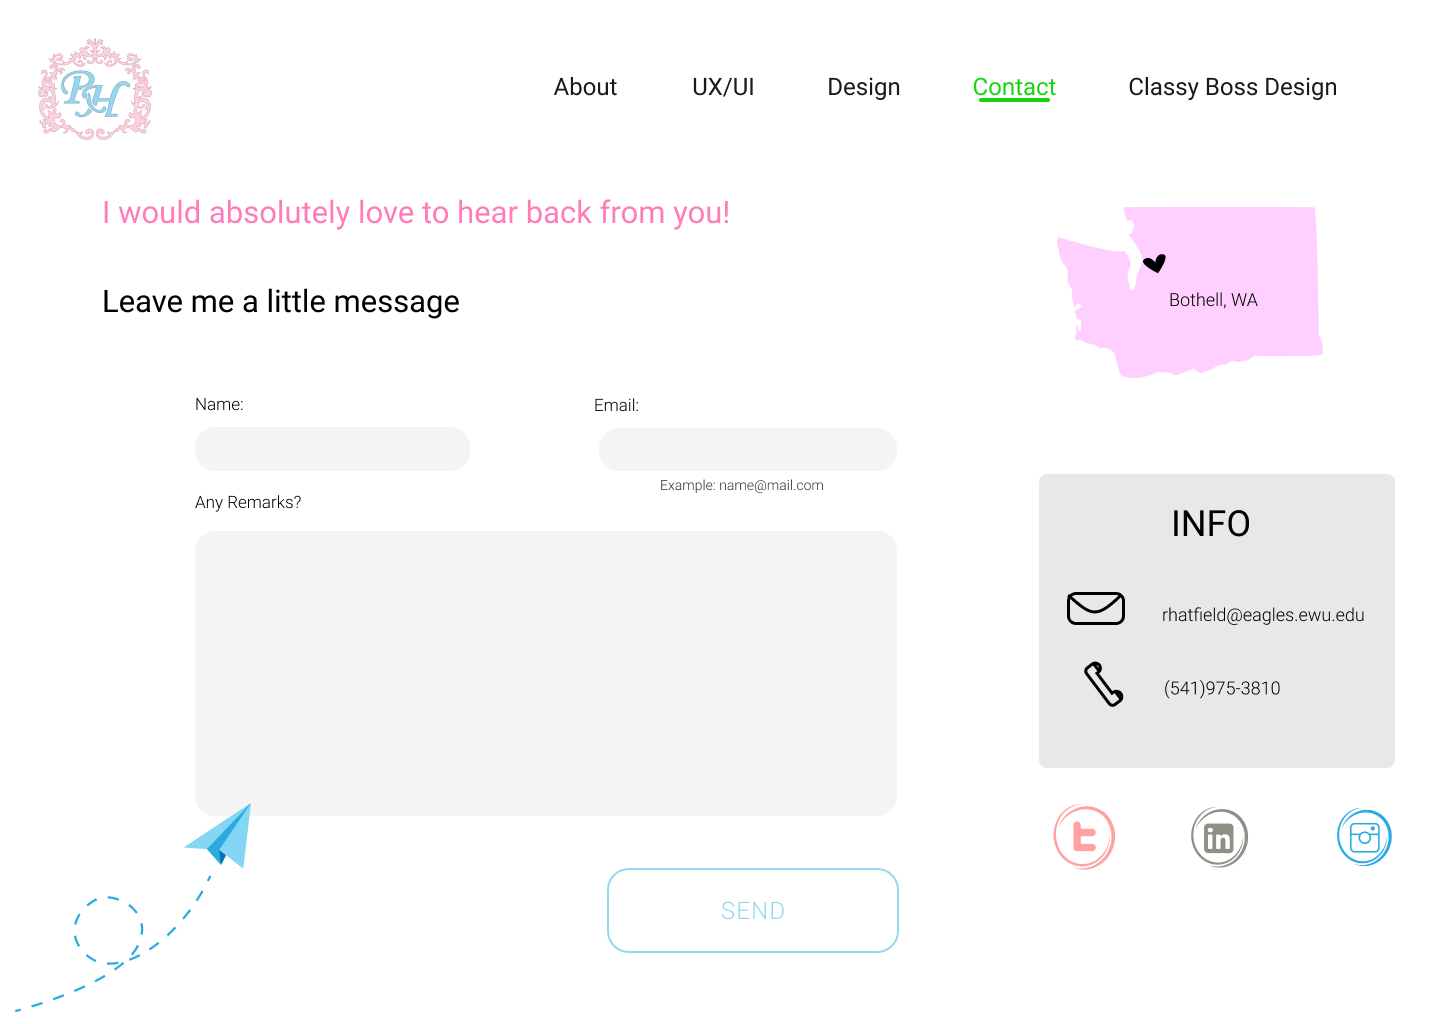 RH
About UX/UI Design Contact Classy Boss Design
I would absolutely love to hear back from you!
Leave me a little message
Bothell, WA
Name:
Email:
Example: name@mail.com
Any Remarks?
INFO
rhatfield@eagles.ewu.edu
(541)975-3810
t
in
SEND